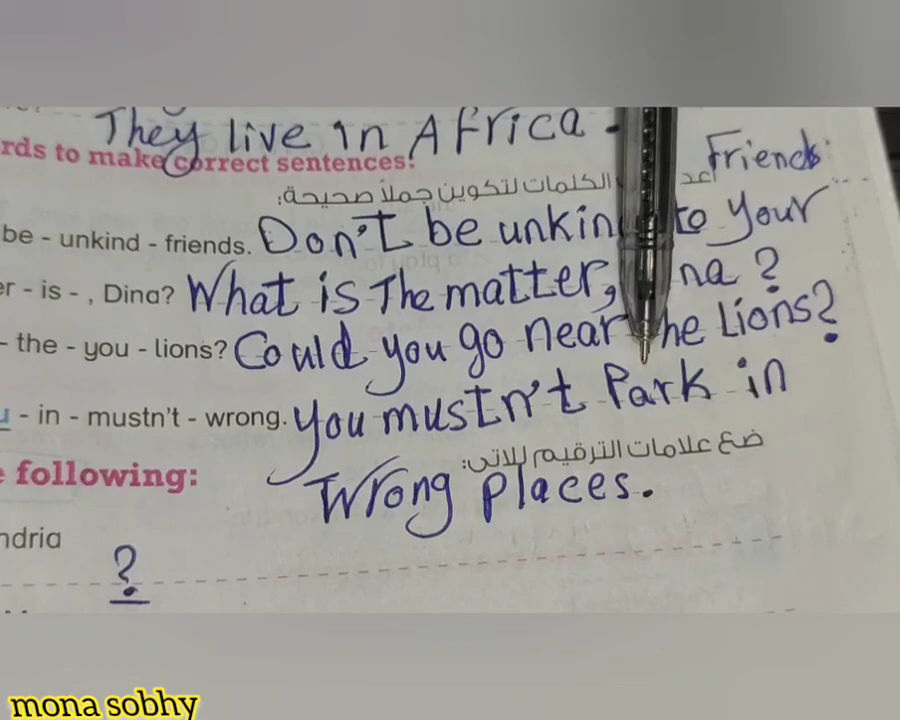 They live in Africa.
rds to make correct sentences:
Friends
الكلمات لتكوين جملاً صحيحة:
be - unkind - friends. Don't be to your
er - is - , Dina? What is The matter, na?
- the - you - lions? Could you go near he Lions?
u - in - mustn't - wrong. You mustn't Park in
ضع علامات الترقيم للاتى:
e following:
Wrong places.
ndria
?
mona sobhy